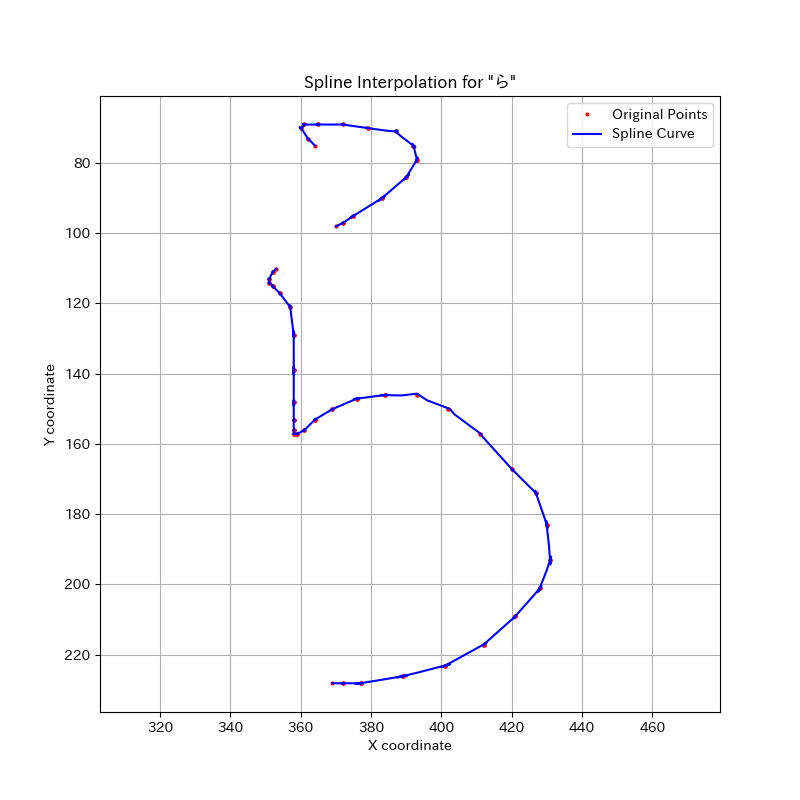 Spline Interpolation for "ら"
Original Points
Spline Curve
80
100
120
140
160
180
200
220
Y coordinate
320 340 360 380 400 420 440 460
X coordinate
ら